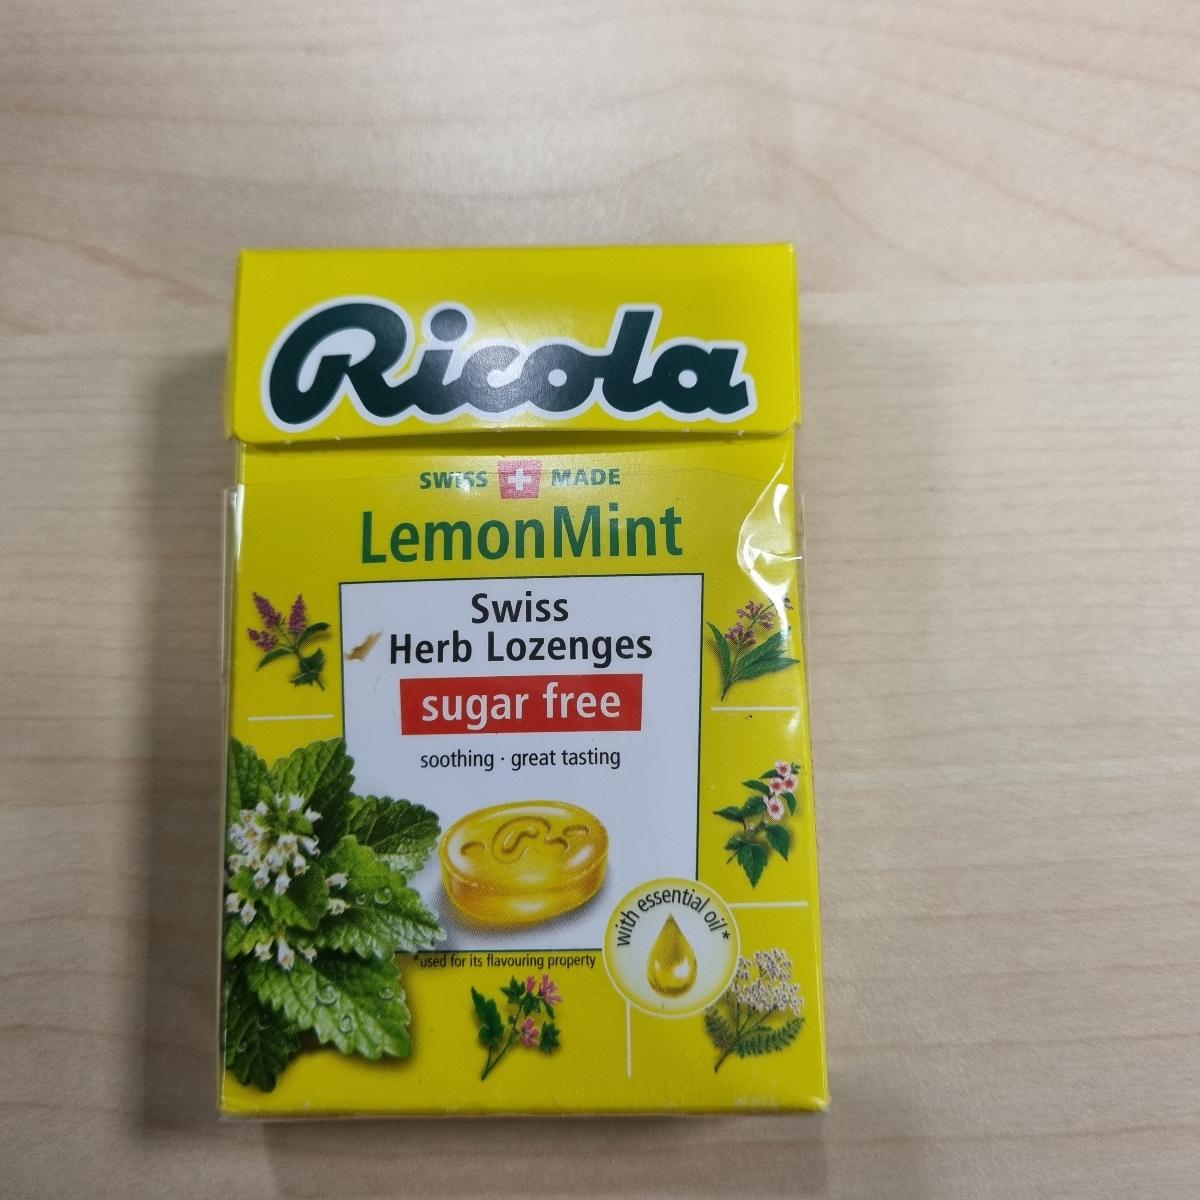 Ricola
SWISS MADE
LemonMint
Swiss
Herb Lozenges
sugar free
soothing · great tasting
with essential oil*
*used for its flavouring property